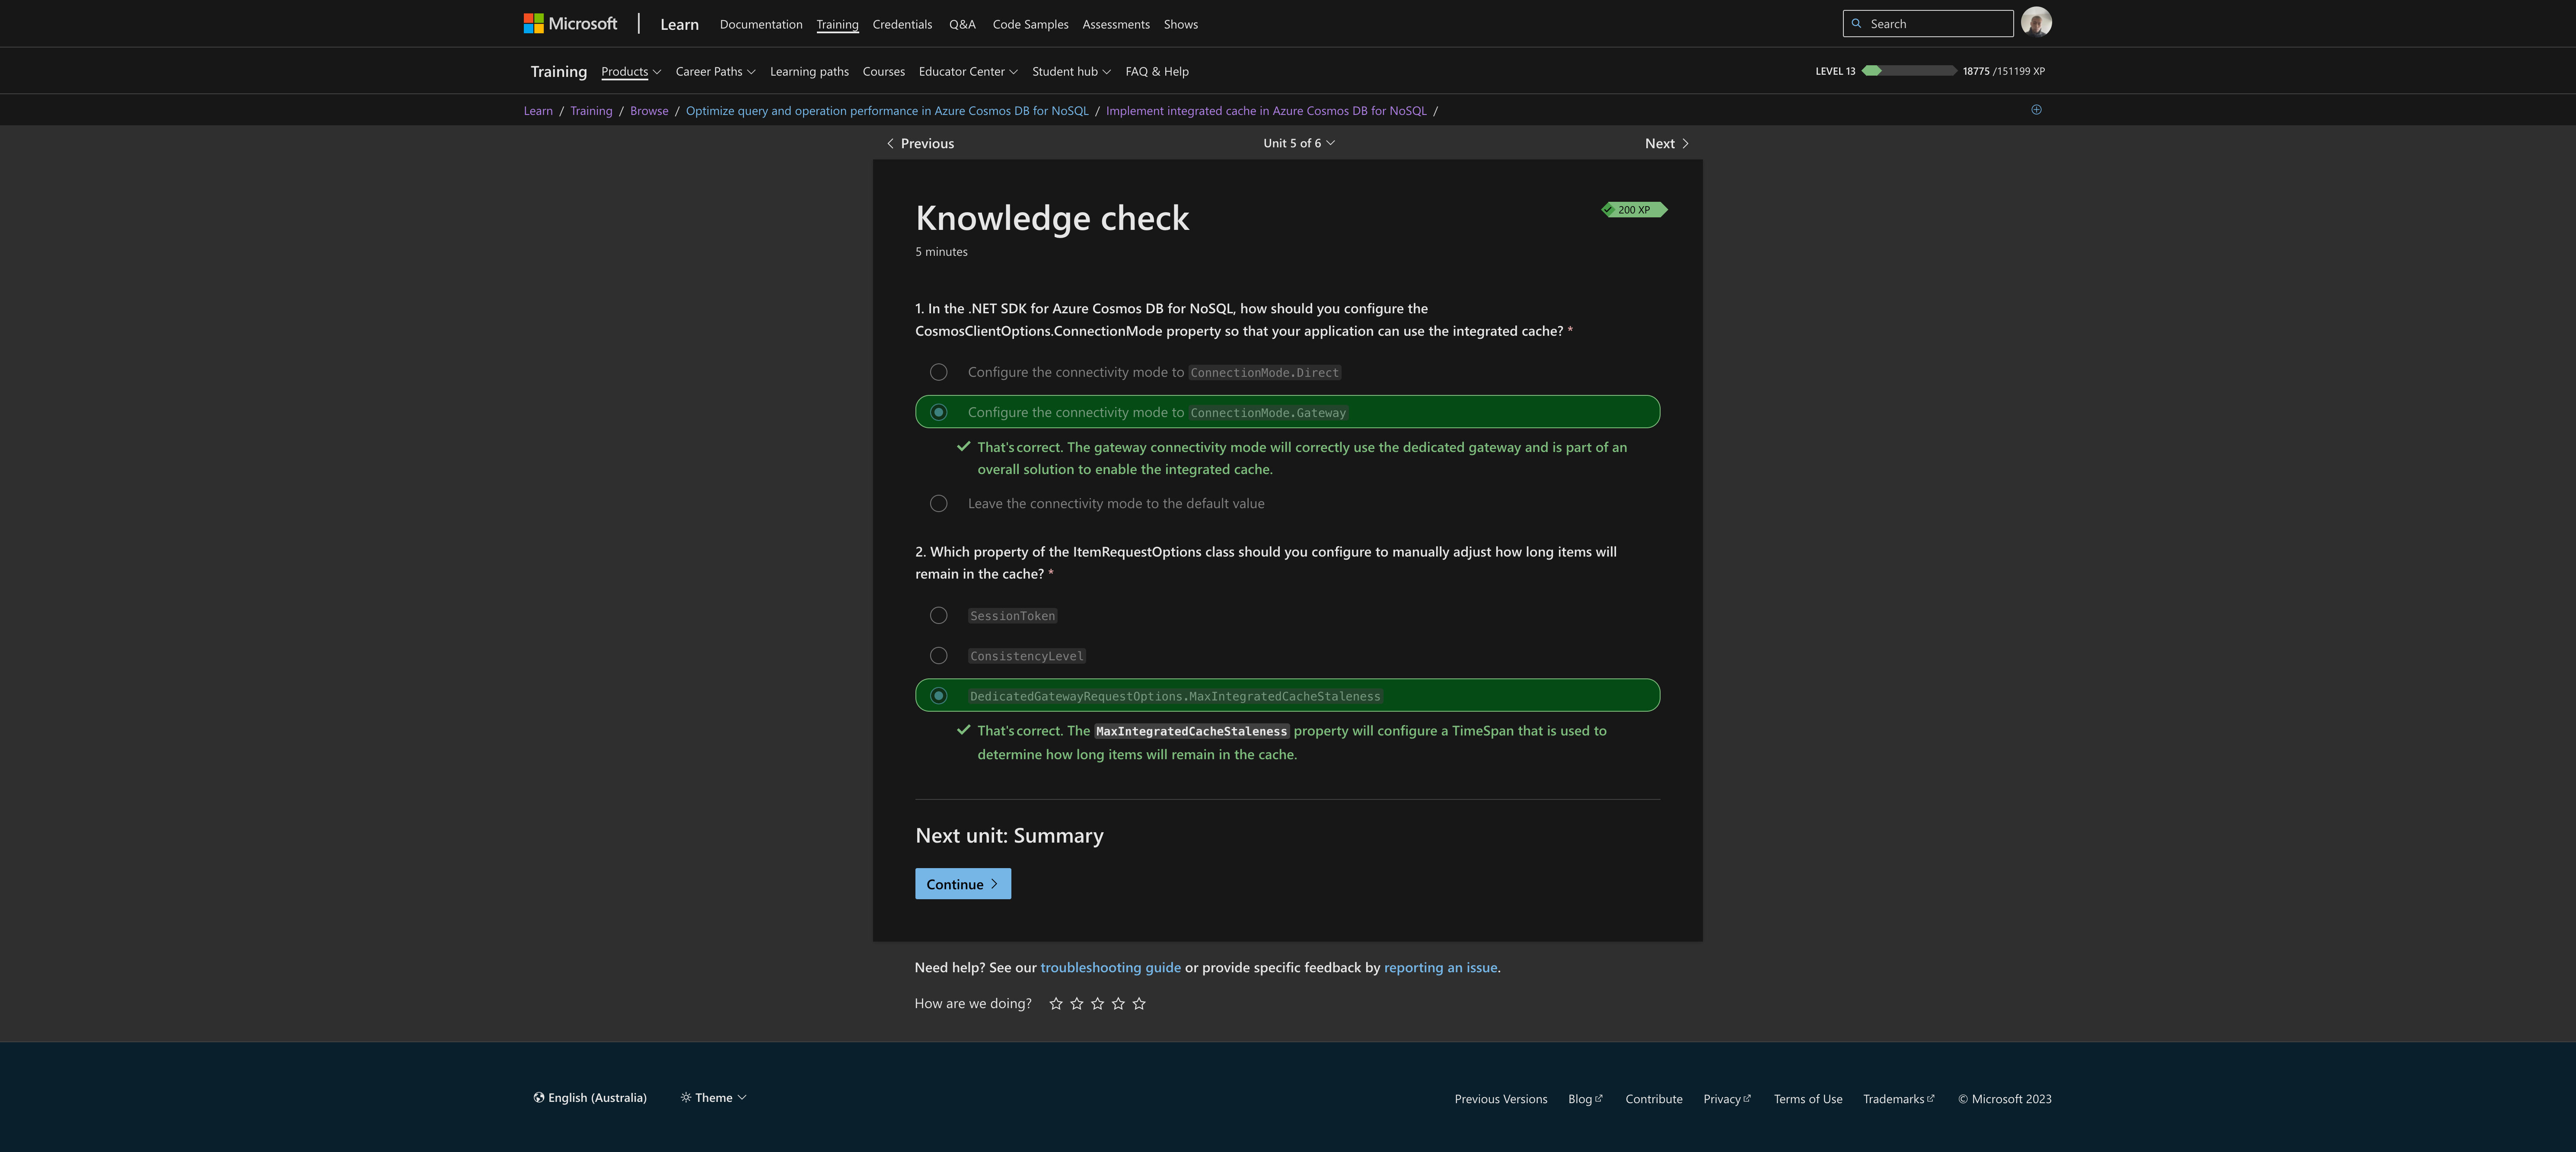 Microsoft | Learn Documentation Training Credentials Q&A Code Samples Assessments Shows Search
Training Products Career Paths Learning paths Courses Educator Center Student hub FAQ & Help LEVEL 13 18775 /151199 XP
Learn / Training / Browse / Optimize query and operation performance in Azure Cosmos DB for NoSQL / Implement integrated cache in Azure Cosmos DB for NoSQL /
Previous Unit 5 of 6 Next
Knowledge check
200 XP
5 minutes
1. In the .NET SDK for Azure Cosmos DB for NoSQL, how should you configure the
CosmosClientOptions.ConnectionMode property so that your application can use the integrated cache? *
Configure the connectivity mode to ConnectionMode.Direct
Configure the connectivity mode to ConnectionMode.Gateway
That's correct. The gateway connectivity mode will correctly use the dedicated gateway and is part of an
overall solution to enable the integrated cache.
Leave the connectivity mode to the default value
2. Which property of the ItemRequestOptions class should you configure to manually adjust how long items will
remain in the cache? *
SessionToken
ConsistencyLevel
DedicatedGatewayRequestOptions.MaxIntegratedCacheStaleness
That's correct. The MaxIntegratedCacheStaleness property will configure a TimeSpan that is used to
determine how long items will remain in the cache.
Next unit: Summary
Continue
Need help? See our troubleshooting guide or provide specific feedback by reporting an issue.
How are we doing?
English (Australia) Theme Previous Versions Blog Contribute Privacy Terms of Use Trademarks © Microsoft 2023